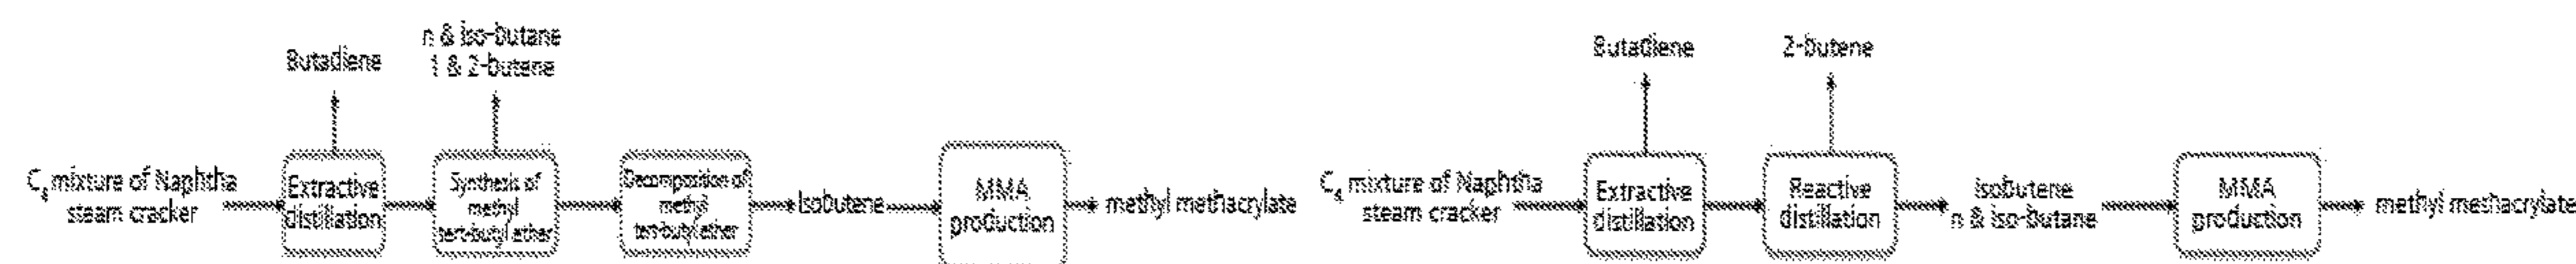 Butadiene
n & iso-butane
1 & 2-butene
C₄ mixture of Naphtha
steam cracker
Extractive
distillation
Synthesis of
methyl
tert-butyl ether
Decomposition of
methyl
tert-butyl ether
Isobutene
MMA
production
methyl methacrylate
Butadiene
2-butene
C₄ mixture of Naphtha
steam cracker
Extractive
distillation
Reactive
distillation
isobutene
n & iso-butane
MMA
production
methyl methacrylate